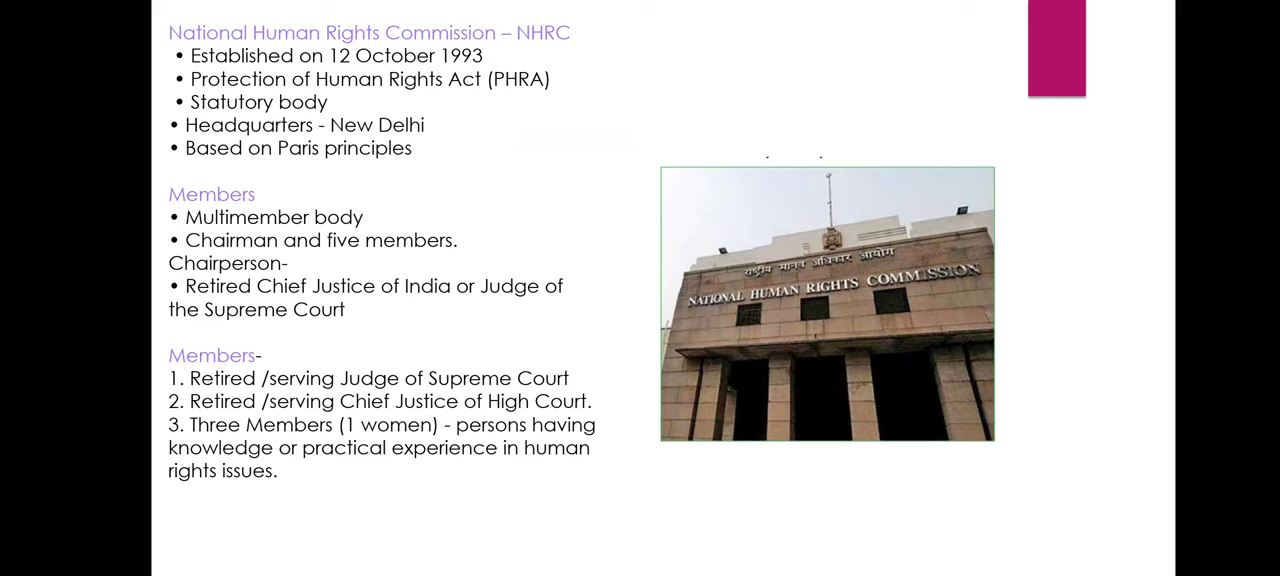 National Human Rights Commission – NHRC
• Established on 12 October 1993
• Protection of Human Rights Act (PHRA)
• Statutory body
• Headquarters - New Delhi
• Based on Paris principles
Members
• Multimember body
• Chairman and five members.
Chairperson-
• Retired Chief Justice of India or Judge of
the Supreme Court
Members-
1. Retired /serving Judge of Supreme Court
2. Retired /serving Chief Justice of High Court.
3. Three Members (1 women) - persons having
knowledge or practical experience in human
rights issues.
राष्ट्रीय मानव अधिकार आयोग
NATIONAL HUMAN RIGHTS COMMISSION